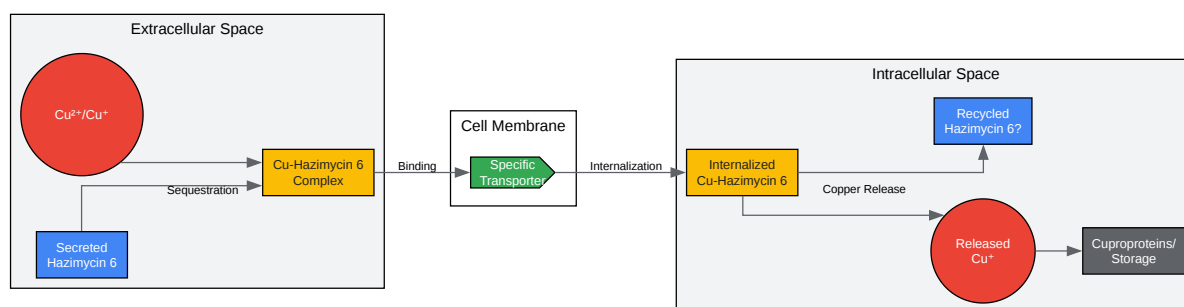 Extracellular Space
Cu²⁺/Cu⁺
Sequestration
Secreted
Hazimycin 6
Cu-Hazimycin 6
Complex
Binding
Cell Membrane
Specific
Transporter
Internalization
Intracellular Space
Internalized
Cu-Hazimycin 6
Recycled
Hazimycin 6?
Copper Release
Released
Cu⁺
Cuproproteins/
Storage